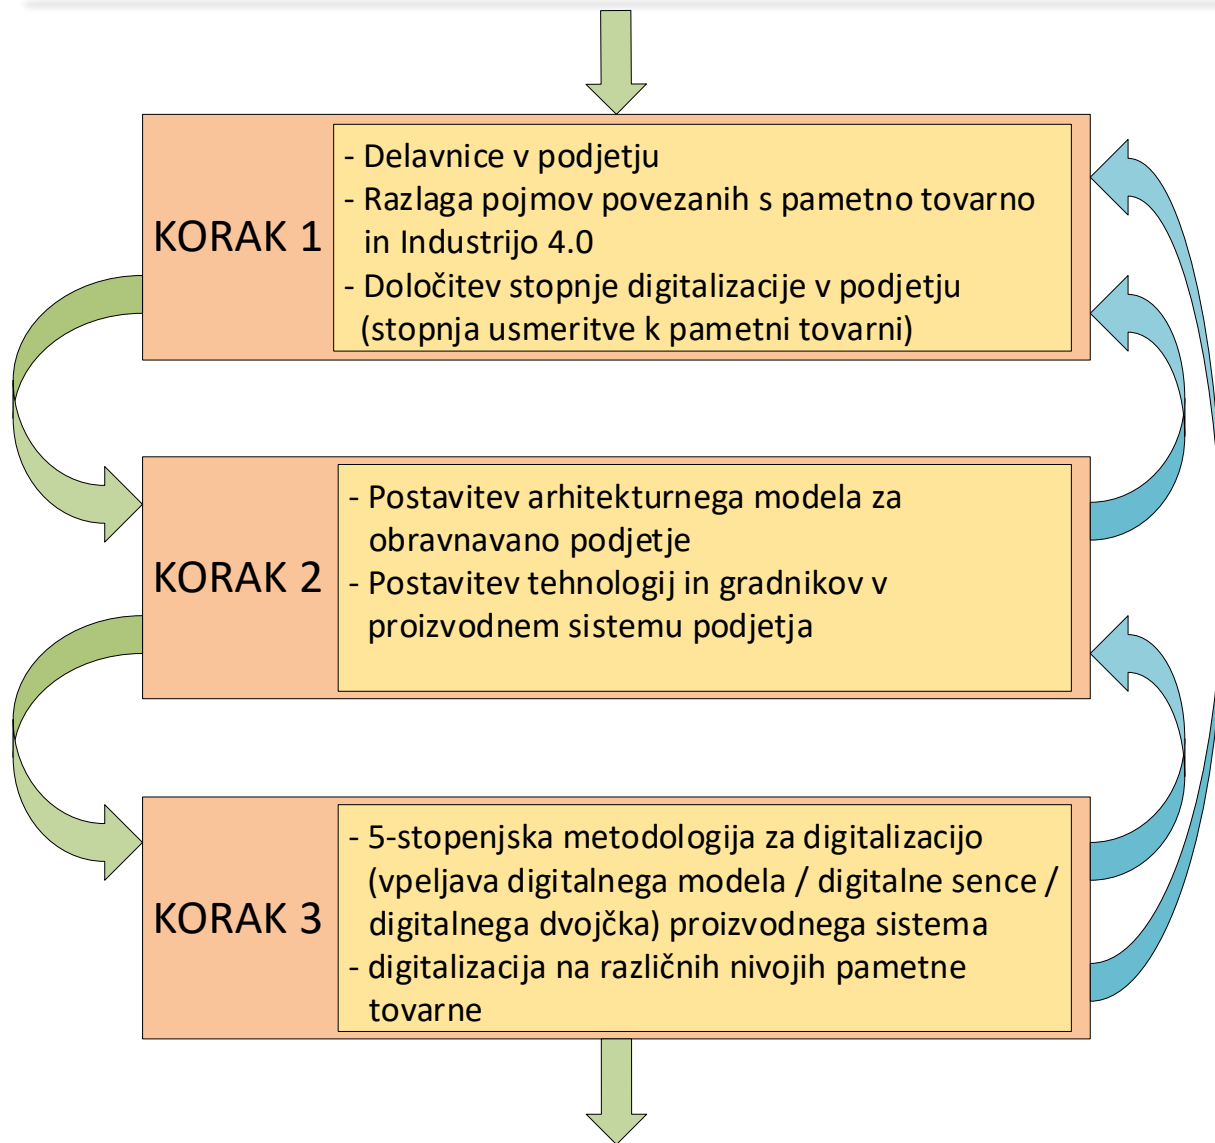 KORAK 1
- Delavnice v podjetju
- Razlaga pojmov povezanih s pametno tovarno
in Industrijo 4.0
- Določitev stopnje digitalizacije v podjetju
(stopnja usmeritve k pametni tovarni)
KORAK 2
- Postavitev arhitekturnega modela za
obravnavano podjetje
- Postavitev tehnologij in gradnikov v
proizvodnem sistemu podjetja
KORAK 3
- 5-stopenjska metodologija za digitalizacijo
(vpeljava digitalnega modela / digitalne sence /
digitalnega dvojčka) proizvodnega sistema
- digitalizacija na različnih nivojih pametne
tovarne